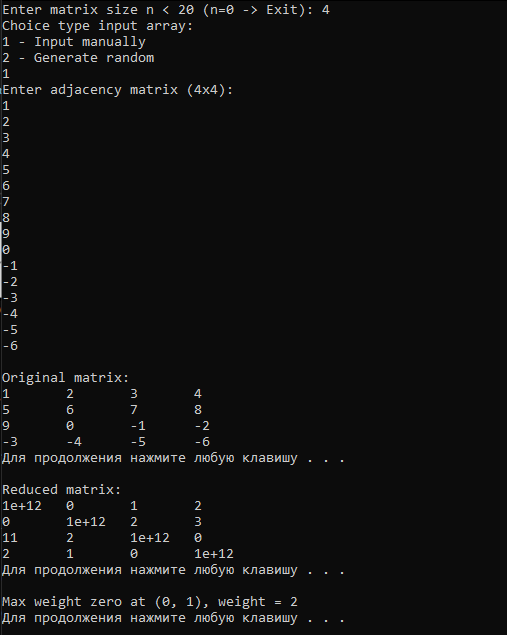 Enter matrix size n < 20 (n=0 -> Exit): 4
Choice type input array:
1 - Input manually
2 - Generate random
1
Enter adjacency matrix (4x4):
1
2
3
4
5
6
7
8
9
0
-1
-2
-3
-4
-5
-6
Original matrix:
1 2 3 4
5 6 7 8
9 0 -1 -2
-3 -4 -5 -6
Для продолжения нажмите любую клавишу . . .
Reduced matrix:
1e+12 0 1 2
0 1e+12 2 3
11 2 1e+12 0
2 1 0 1e+12
Для продолжения нажмите любую клавишу . . .
Max weight zero at (0, 1), weight = 2
Для продолжения нажмите любую клавишу . . .